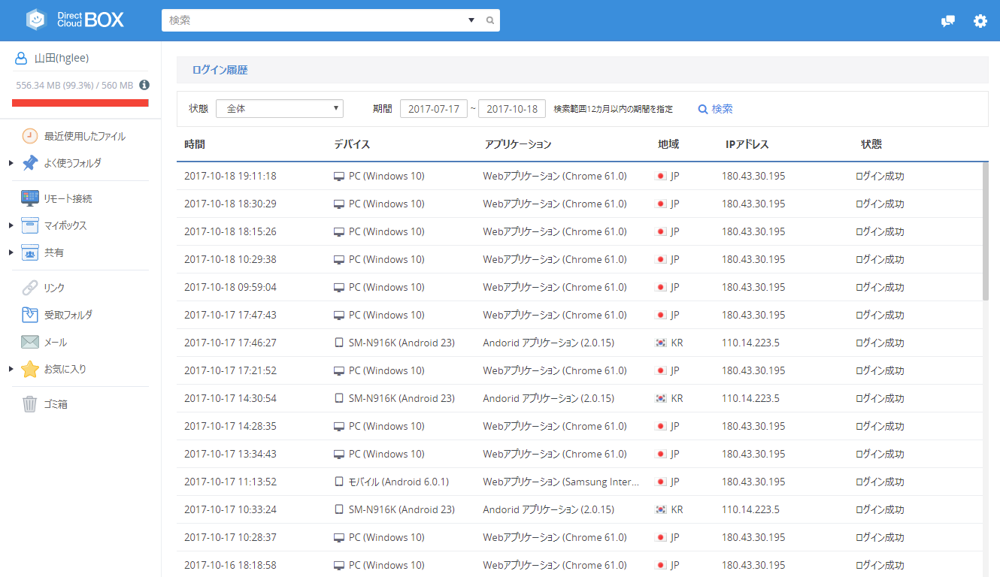 Direct Cloud BOX
検索
山田(hglee)
556.34 MB (99.3%) / 560 MB
最近使用したファイル
よく使うフォルダ
リモート接続
マイボックス
共有
リンク
受取フォルダ
メール
お気に入り
ゴミ箱
ログイン履歴
状態 全体 期間 2017-07-17 ~ 2017-10-18 検索範囲12カ月以内の期間を指定 検索
時間 デバイス アプリケーション 地域 IPアドレス 状態
2017-10-18 19:11:18 PC (Windows 10) Webアプリケーション (Chrome 61.0) JP 180.43.30.195 ログイン成功
2017-10-18 18:30:29 PC (Windows 10) Webアプリケーション (Chrome 61.0) JP 180.43.30.195 ログイン成功
2017-10-18 18:15:26 PC (Windows 10) Webアプリケーション (Chrome 61.0) JP 180.43.30.195 ログイン成功
2017-10-18 10:29:38 PC (Windows 10) Webアプリケーション (Chrome 61.0) JP 180.43.30.195 ログイン成功
2017-10-18 09:59:04 PC (Windows 10) Webアプリケーション (Chrome 61.0) JP 180.43.30.195 ログイン成功
2017-10-17 17:47:43 PC (Windows 10) Webアプリケーション (Chrome 61.0) JP 180.43.30.195 ログイン成功
2017-10-17 17:46:27 SM-N916K (Android 23) Andorid アプリケーション (2.0.15) KR 110.14.223.5 ログイン成功
2017-10-17 17:21:52 PC (Windows 10) Webアプリケーション (Chrome 61.0) JP 180.43.30.195 ログイン成功
2017-10-17 14:30:54 SM-N916K (Android 23) Andorid アプリケーション (2.0.15) KR 110.14.223.5 ログイン成功
2017-10-17 14:28:35 PC (Windows 10) Webアプリケーション (Chrome 61.0) JP 180.43.30.195 ログイン成功
2017-10-17 13:34:43 PC (Windows 10) Webアプリケーション (Chrome 61.0) JP 180.43.30.195 ログイン成功
2017-10-17 11:13:52 モバイル (Android 6.0.1) Webアプリケーション (Samsung Inter... JP 180.43.30.195 ログイン成功
2017-10-17 10:33:24 SM-N916K (Android 23) Andorid アプリケーション (2.0.15) KR 110.14.223.5 ログイン成功
2017-10-17 10:28:37 PC (Windows 10) Webアプリケーション (Chrome 61.0) JP 180.43.30.195 ログイン成功
2017-10-16 18:18:58 PC (Windows 10) Webアプリケーション (Chrome 61.0) JP 180.43.30.195 ログイン成功